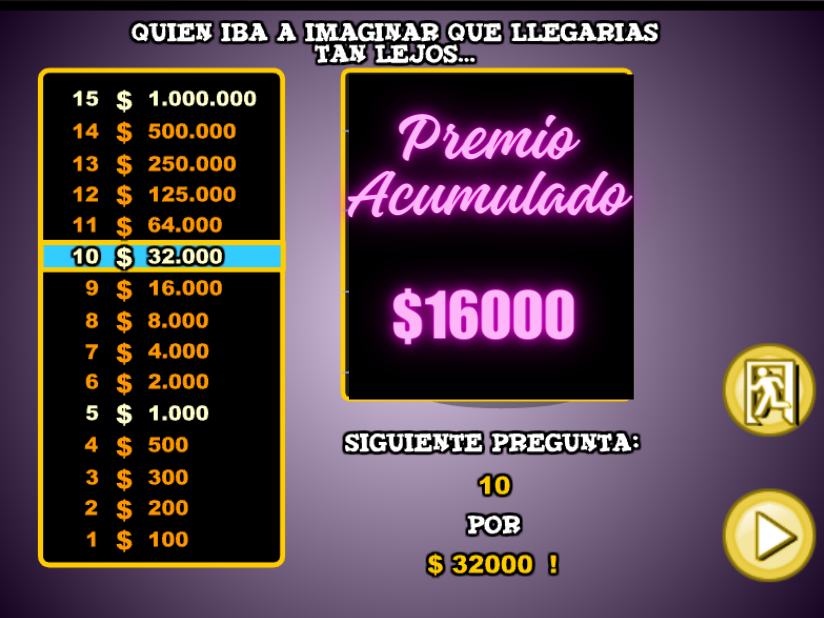 QUIEN IBA A IMAGINAR QUE LLEGARIAS
TAN LEJOS...
15 $ 1.000.000
14 $ 500.000
13 $ 250.000
12 $ 125.000
11 $ 64.000
10 $ 32.000
9 $ 16.000
8 $ 8.000
7 $ 4.000
6 $ 2.000
5 $ 1.000
4 $ 500
3 $ 300
2 $ 200
1 $ 100
Premio
Acumulado
$16000
SIGUIENTE PREGUNTA:
10
POR
$ 32000 !